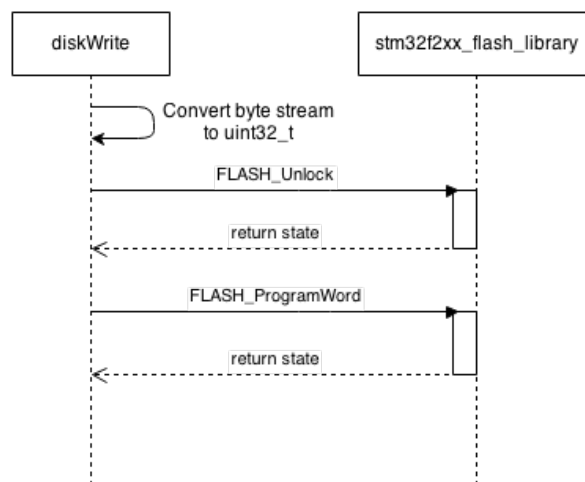 diskWrite
stm32f2xx_flash_library
Convert byte stream
to uint32_t
FLASH_Unlock
return state
FLASH_ProgramWord
return state